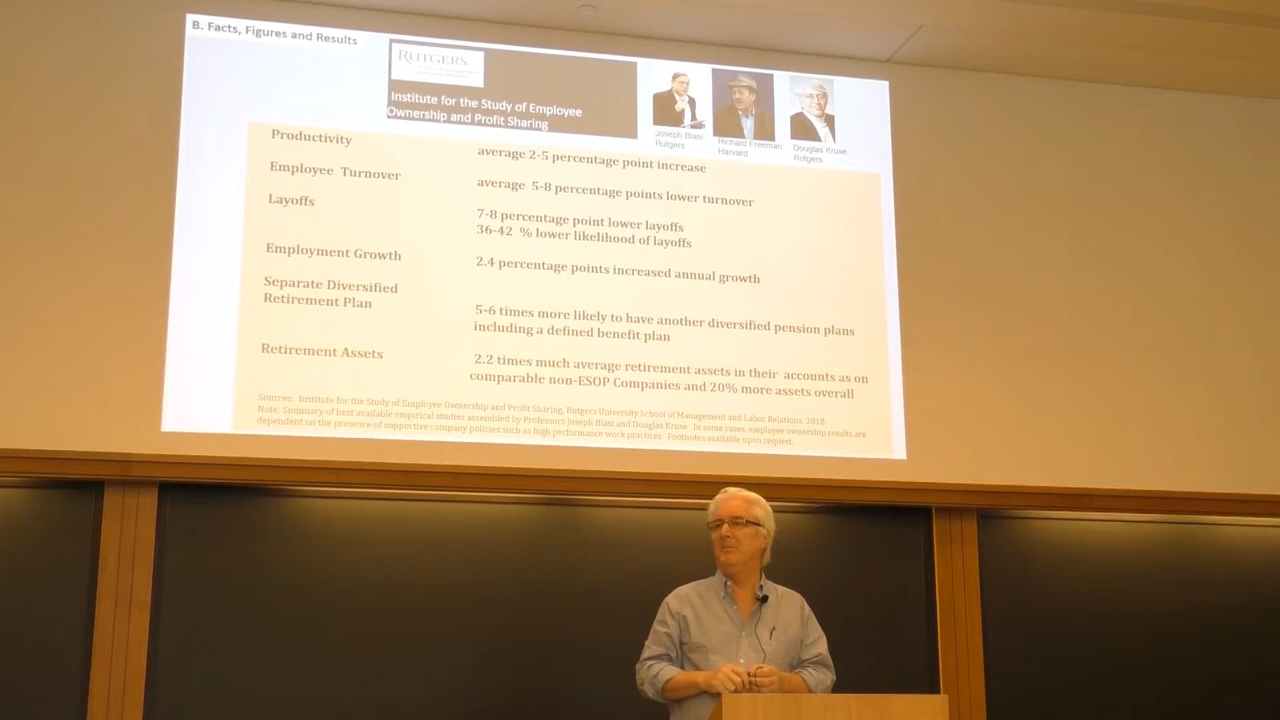 B. Facts, Figures and Results
RUTGERS
Institute for the Study of Employee
Ownership and Profit Sharing
Joseph Blasi
Rutgers
Richard Freeman
Harvard
Douglas Kruse
Rutgers
Productivity
average 2-5 percentage point increase
Employee Turnover
average 5-8 percentage points lower turnover
Layoffs
7-8 percentage point lower layoffs
36-42 % lower likelihood of layoffs
Employment Growth
2.4 percentage points increased annual growth
Separate Diversified
Retirement Plan
5-6 times more likely to have another diversified pension plans
including a defined benefit plan
Retirement Assets
2.2 times much average retirement assets in their accounts as on
comparable non-ESOP Companies and 20% more assets overall
Sources: Institute for the Study of Employee Ownership and Profit Sharing, Rutgers University School of Management and Labor Relations, 2018.
Note: Summary of best available empirical studies assembled by Professors Joseph Blasi and Douglas Kruse. In some cases, employee ownership results are
dependent on the presence of supportive company policies such as high performance work practices. Footnotes available upon request.